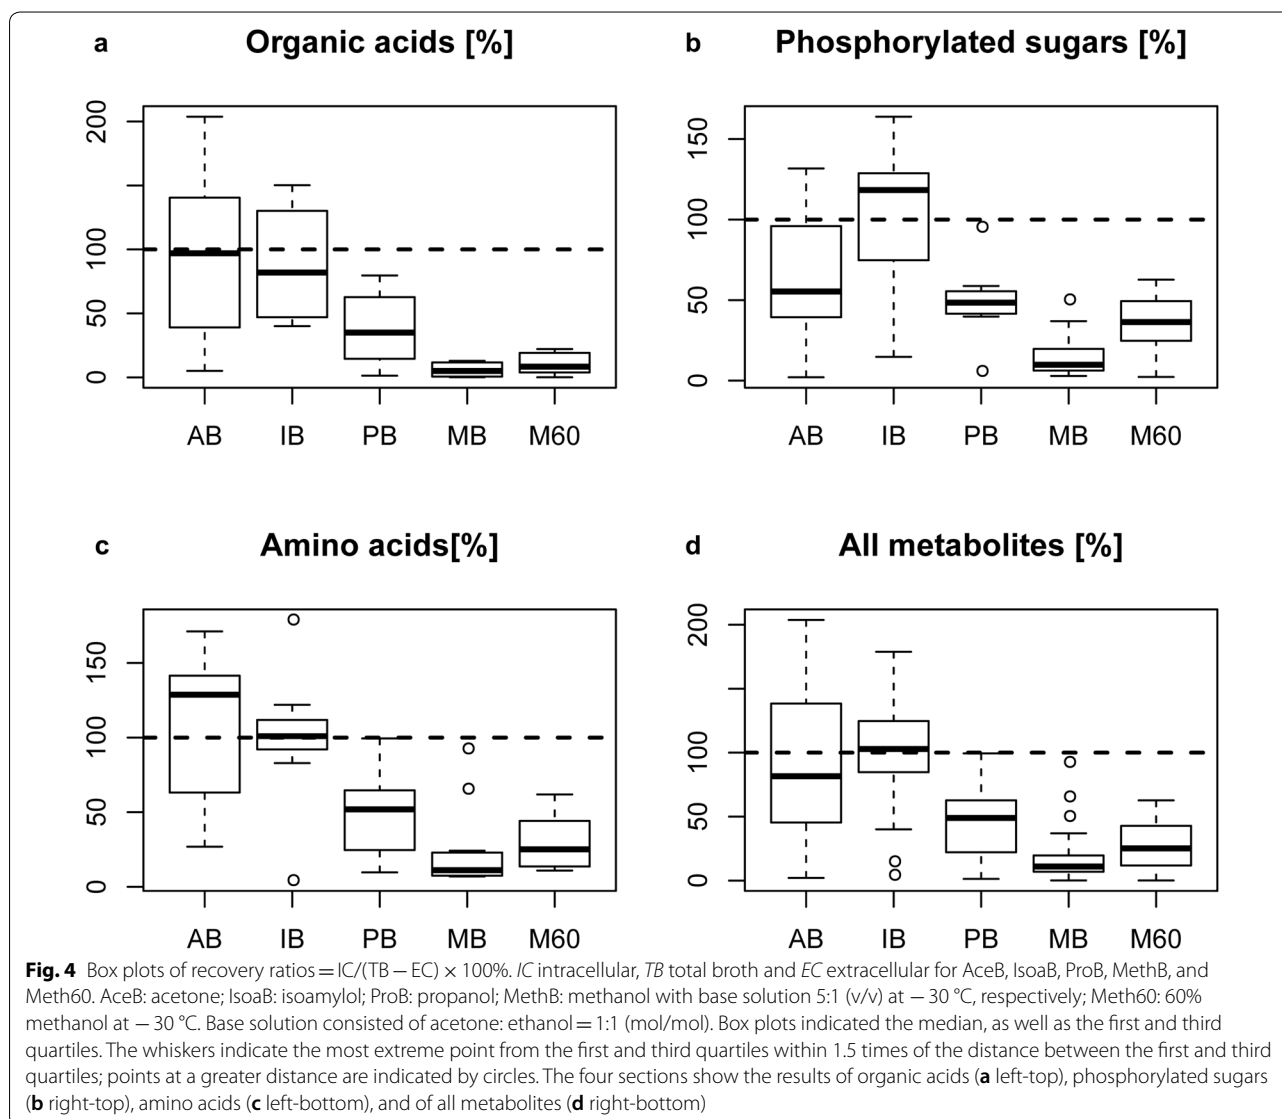 a Organic acids [%]
200
100
50
0
AB IB PB MB M60
b Phosphorylated sugars [%]
150
100
50
0
AB IB PB MB M60
c Amino acids[%]
150
100
50
0
AB IB PB MB M60
d All metabolites [%]
200
100
50
0
AB IB PB MB M60
Fig. 4 Box plots of recovery ratios = IC/(TB − EC) × 100%. IC intracellular, TB total broth and EC extracellular for AceB, IsoaB, ProB, MethB, and
Meth60. AceB: acetone; IsoaB: isoamylol; ProB: propanol; MethB: methanol with base solution 5:1 (v/v) at − 30 °C, respectively; Meth60: 60%
methanol at − 30 °C. Base solution consisted of acetone: ethanol = 1:1 (mol/mol). Box plots indicated the median, as well as the first and third
quartiles. The whiskers indicate the most extreme point from the first and third quartiles within 1.5 times of the distance between the first and third
quartiles; points at a greater distance are indicated by circles. The four sections show the results of organic acids (a left-top), phosphorylated sugars
(b right-top), amino acids (c left-bottom), and of all metabolites (d right-bottom)